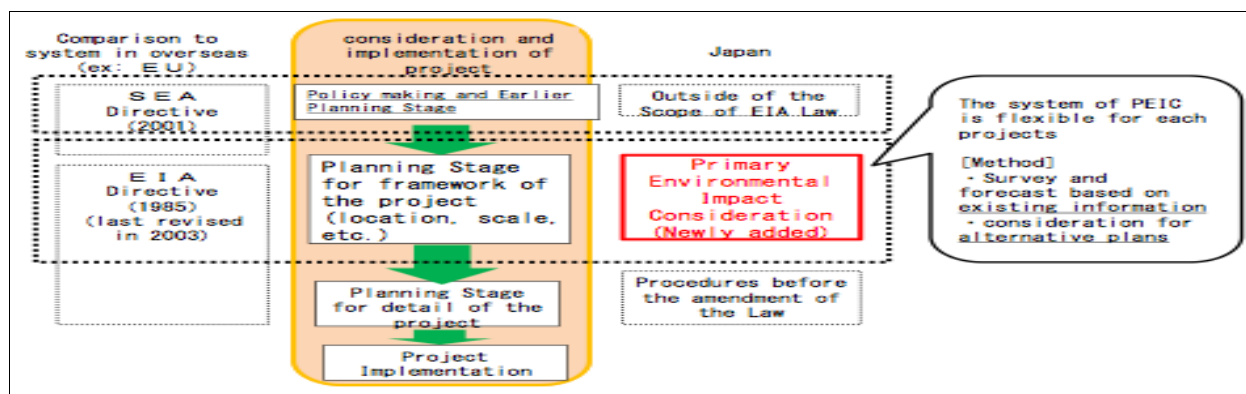 Comparison to
system in overseas
(ex: EU)
SEA
Directive
(2001)
EIA
Directive
(1985)
(last revised
in 2003)
consideration and
implementation of
project
Policy making and Earlier
Planning Stage
Planning Stage
for framework of
the project
(location, scale,
etc.)
Planning Stage
for detail of the
project
Project
Implementation
Japan
Outside of the
Scope of EIA Law
Primary
Environmental
Impact
Consideration
(Newly added)
Procedures before
the amendment of
the Law
The system of PEIC
is flexible for each
projects
[Method]
・Survey and
forecast based on
existing information
・consideration for
alternative plans